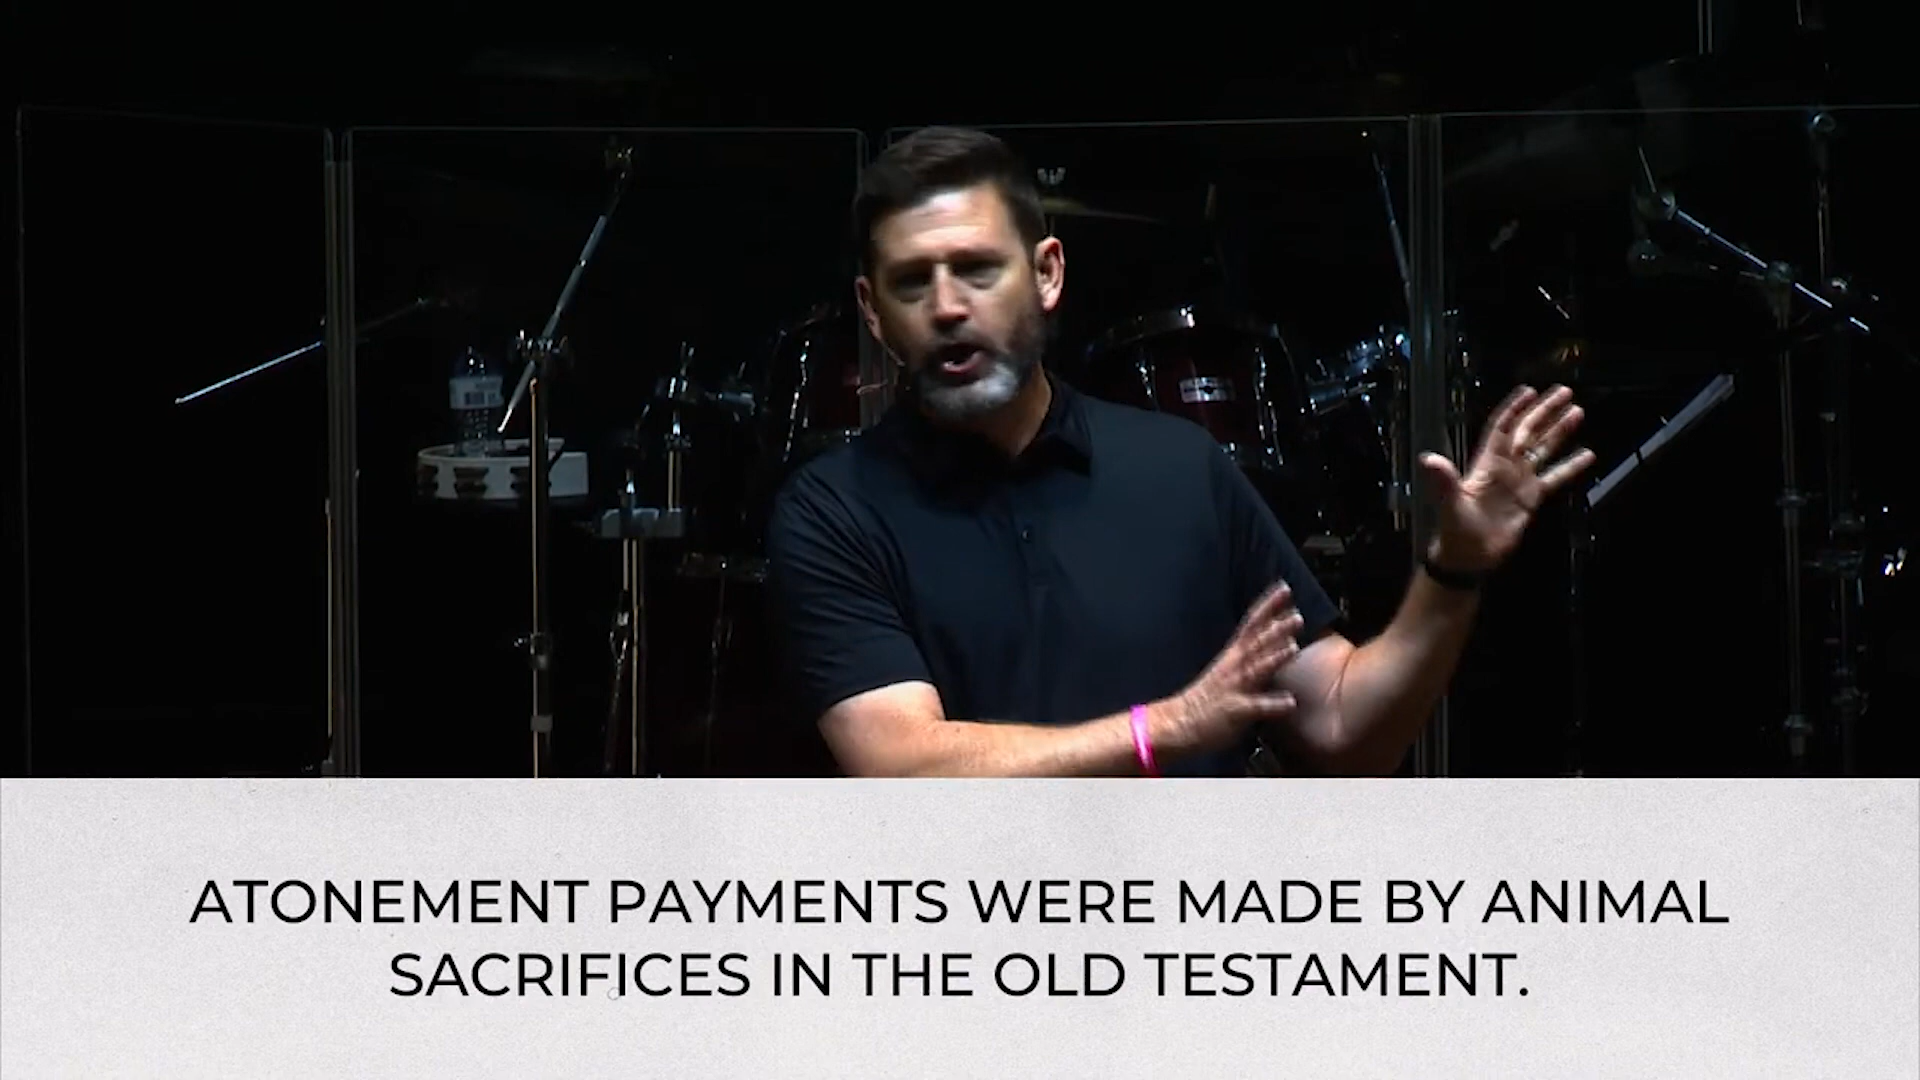 ATONEMENT PAYMENTS WERE MADE BY ANIMAL
SACRIFICES IN THE OLD TESTAMENT.